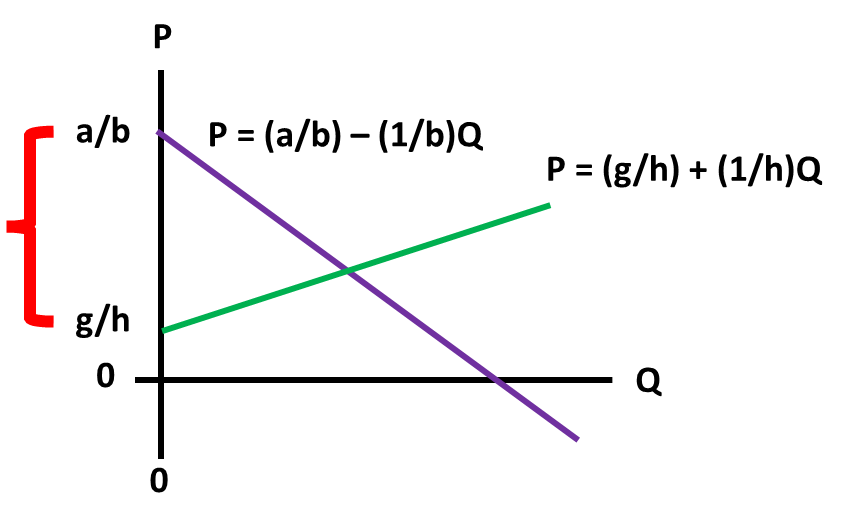 P
a/b
P = (a/b) – (1/b)Q
P = (g/h) + (1/h)Q
g/h
0
Q
0